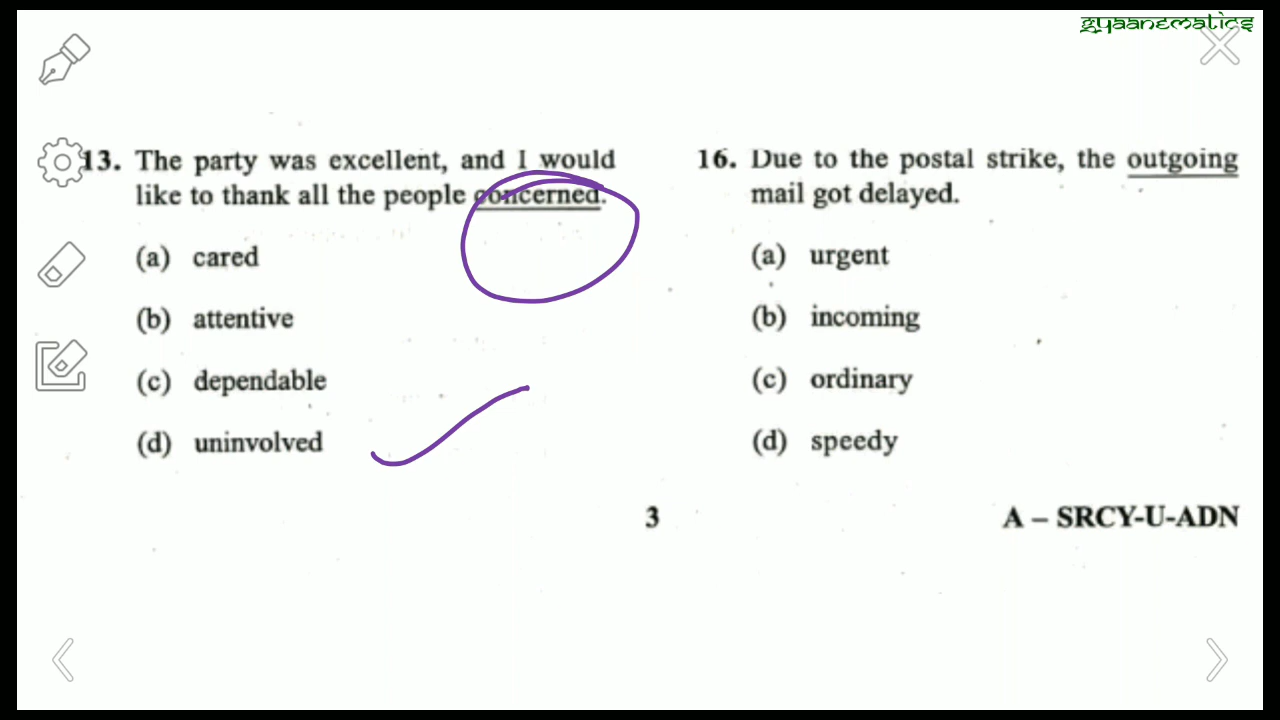 gyaanematics
13. The party was excellent, and I would
like to thank all the people concerned.
(a) cared
(b) attentive
(c) dependable
(d) uninvolved
16. Due to the postal strike, the outgoing
mail got delayed.
(a) urgent
(b) incoming
(c) ordinary
(d) speedy
3
A – SRCY-U-ADN